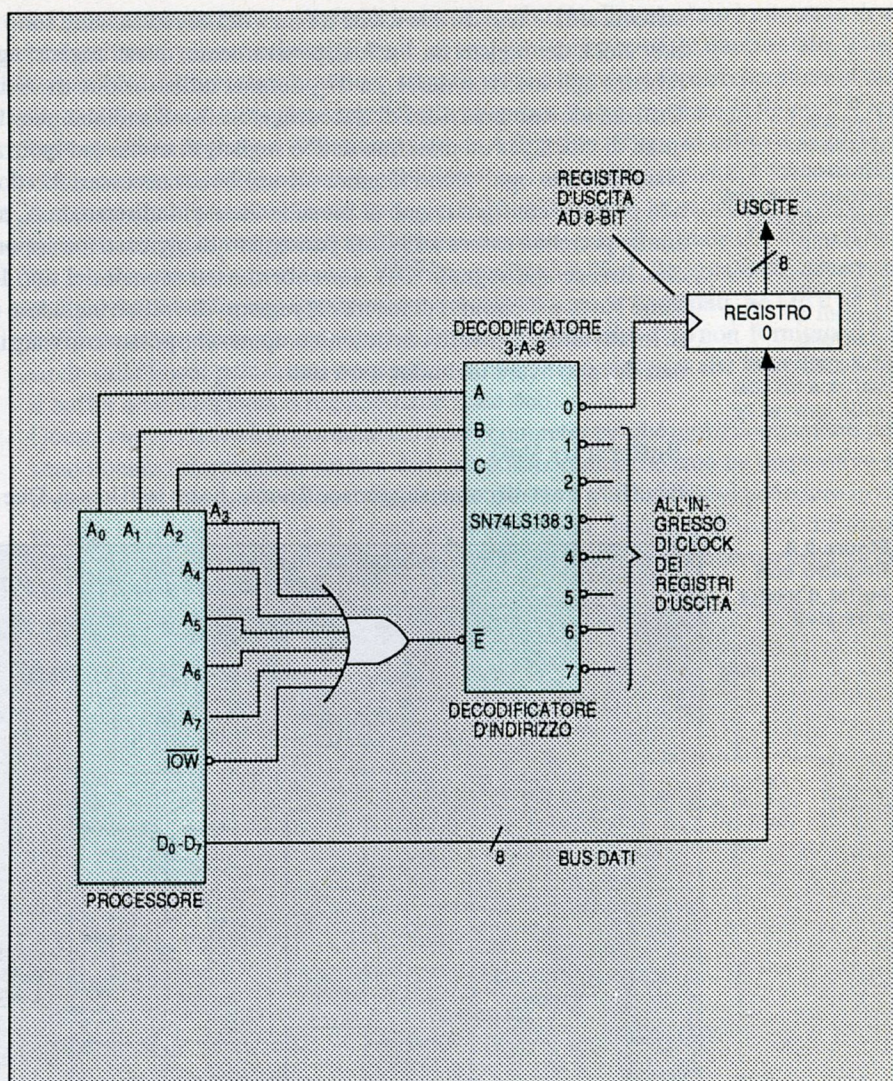 REGISTRO
D'USCITA
AD 8-BIT
USCITE
8
REGISTRO
0
DECODIFICATORE
3-A-8
A
B
C
0
1
2
SN74LS138 3
4
5
6
7
E
ALL'IN-
GRESSO
DI CLOCK
DEI
REGISTRI
D'USCITA
DECODIFICATORE
D'INDIRIZZO
A0 A1 A2 A3
A4
A5
A6
A7
IOW
D0-D7
8
BUS DATI
PROCESSORE